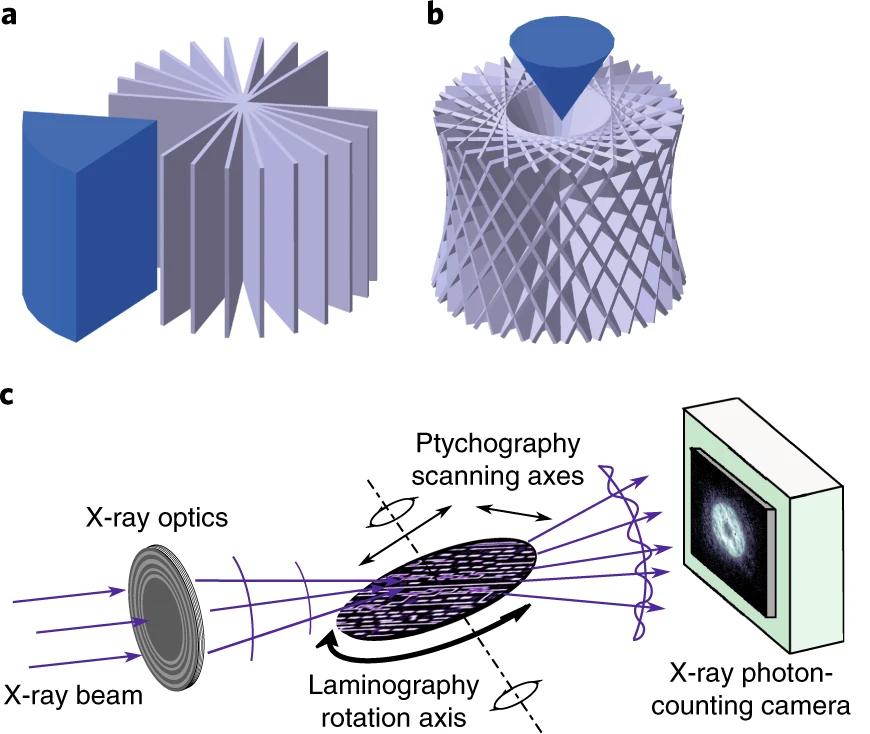 a
b
c
Ptychography
scanning axes
X-ray optics
X-ray beam
Laminography
rotation axis
X-ray photon-
counting camera